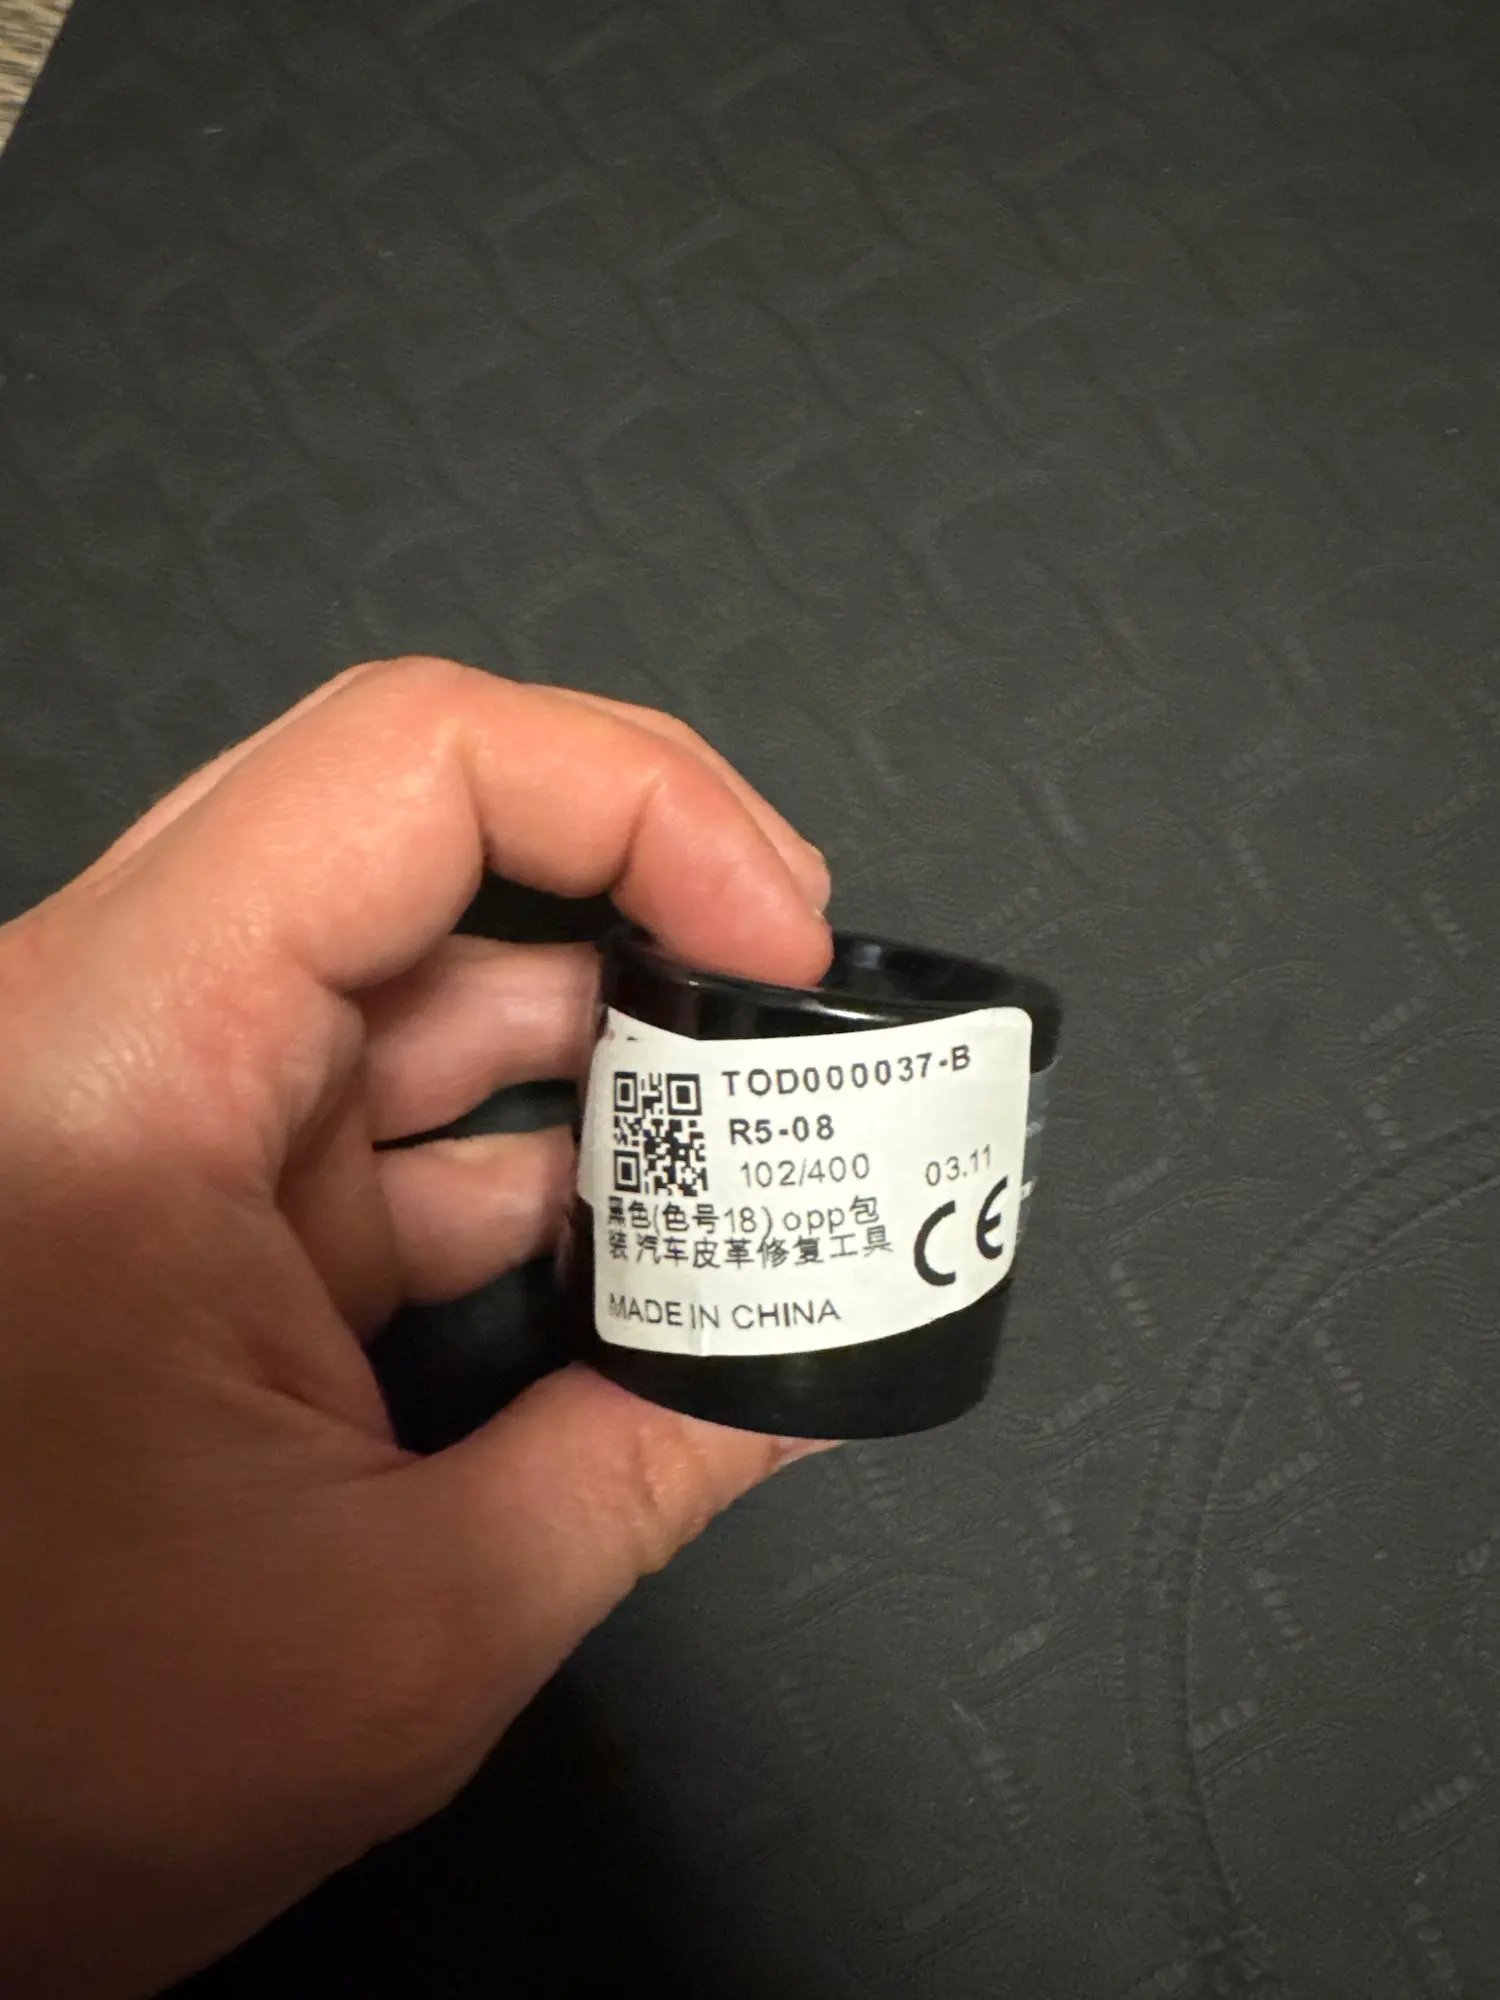 TOD000037-B
R5-08
102/400
03.11
黑色(色号18)opp包
装 汽车皮革修复工具
CE
MADE IN CHINA